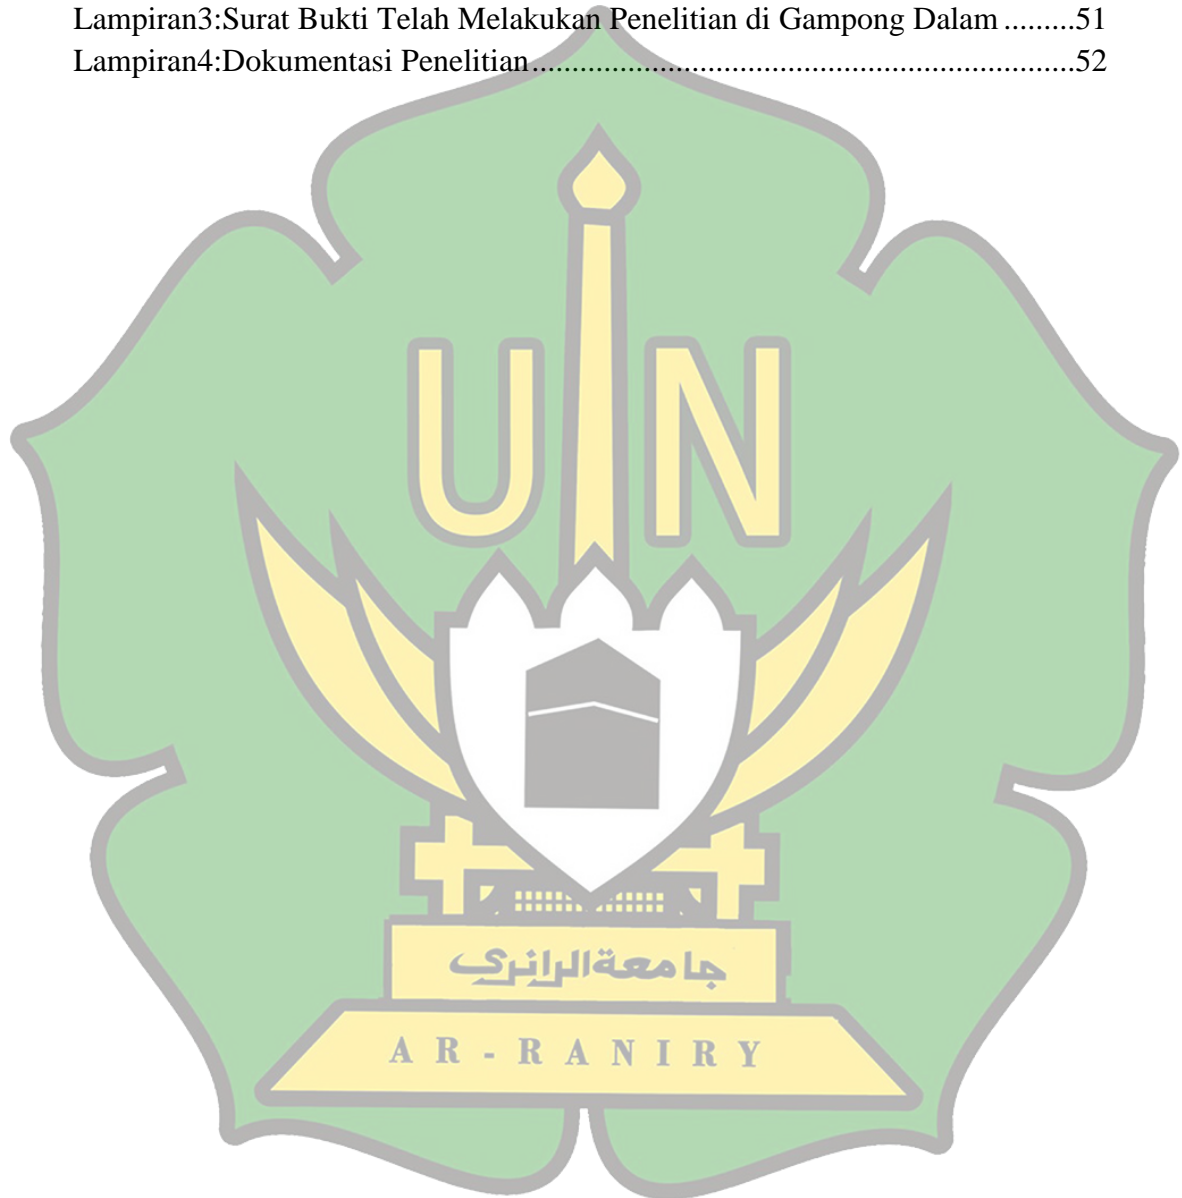 Lampiran3:Surat Bukti Telah Melakukan Penelitian di Gampong Dalam .........51
Lampiran4:Dokumentasi Penelitian.....................................................................52
UIN
جامعةالرانري
AR-RANIRY